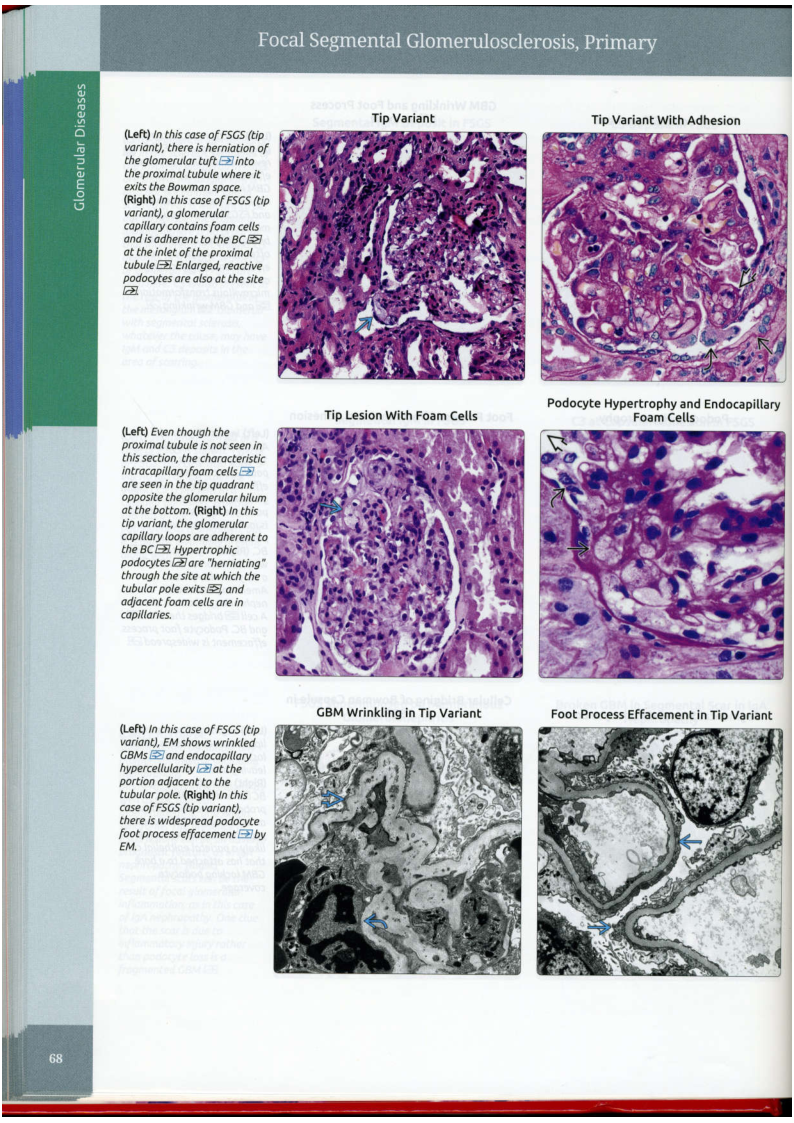 Focal Segmental Glomerulosclerosis, Primary
Glomerular Diseases
Tip Variant
Tip Variant With Adhesion
(Left) In this case of FSGS (tip
variant), there is herniation of
the glomerular tuft into
the proximal tubule where it
exits the Bowman space.
(Right) In this case of FSGS (tip
variant), a glomerular
capillary contains foam cells
and is adherent to the BC
at the inlet of the proximal
tubule. Enlarged, reactive
podocytes are also at the site
.
Tip Lesion With Foam Cells
Podocyte Hypertrophy and Endocapillary
Foam Cells
(Left) Even though the
proximal tubule is not seen in
this section, the characteristic
intracapillary foam cells
are seen in the tip quadrant
opposite the glomerular hilum
at the bottom. (Right) In this
tip variant, the glomerular
capillary loops are adherent to
the BC. Hypertrophic
podocytes are "herniating"
through the site at which the
tubular pole exits, and
adjacent foam cells are in
capillaries.
GBM Wrinkling in Tip Variant
Foot Process Effacement in Tip Variant
(Left) In this case of FSGS (tip
variant), EM shows wrinkled
GBMs and endocapillary
hypercellularity at the
portion adjacent to the
tubular pole. (Right) In this
case of FSGS (tip variant),
there is widespread podocyte
foot process effacement by
EM.
68